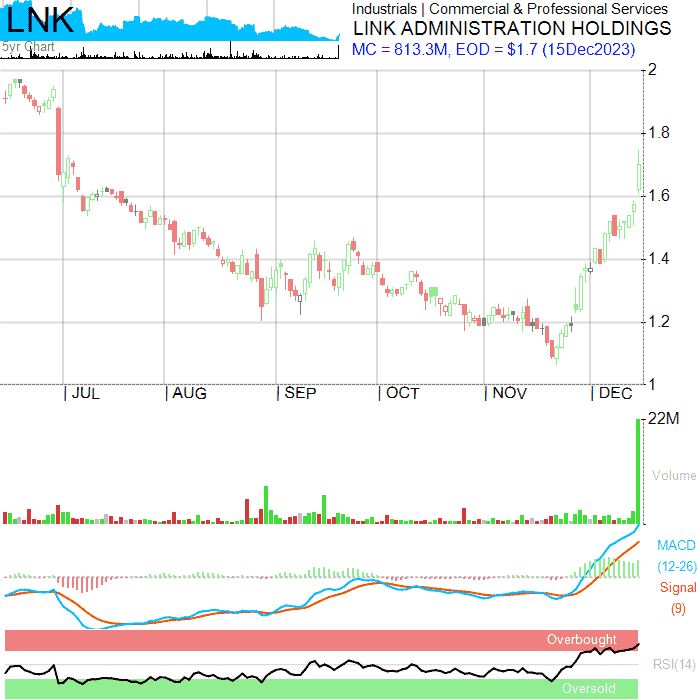 LNK
Industrials | Commercial & Professional Services
LINK ADMINISTRATION HOLDINGS
MC = 813.3M, EOD = $1.7 (15Dec2023)
5yr Chart
2
1.8
1.6
1.4
1.2
1
JUL AUG SEP OCT NOV DEC
22M
Volume
MACD
(12-26)
Signal
(9)
Overbought
RSI(14)
Oversold